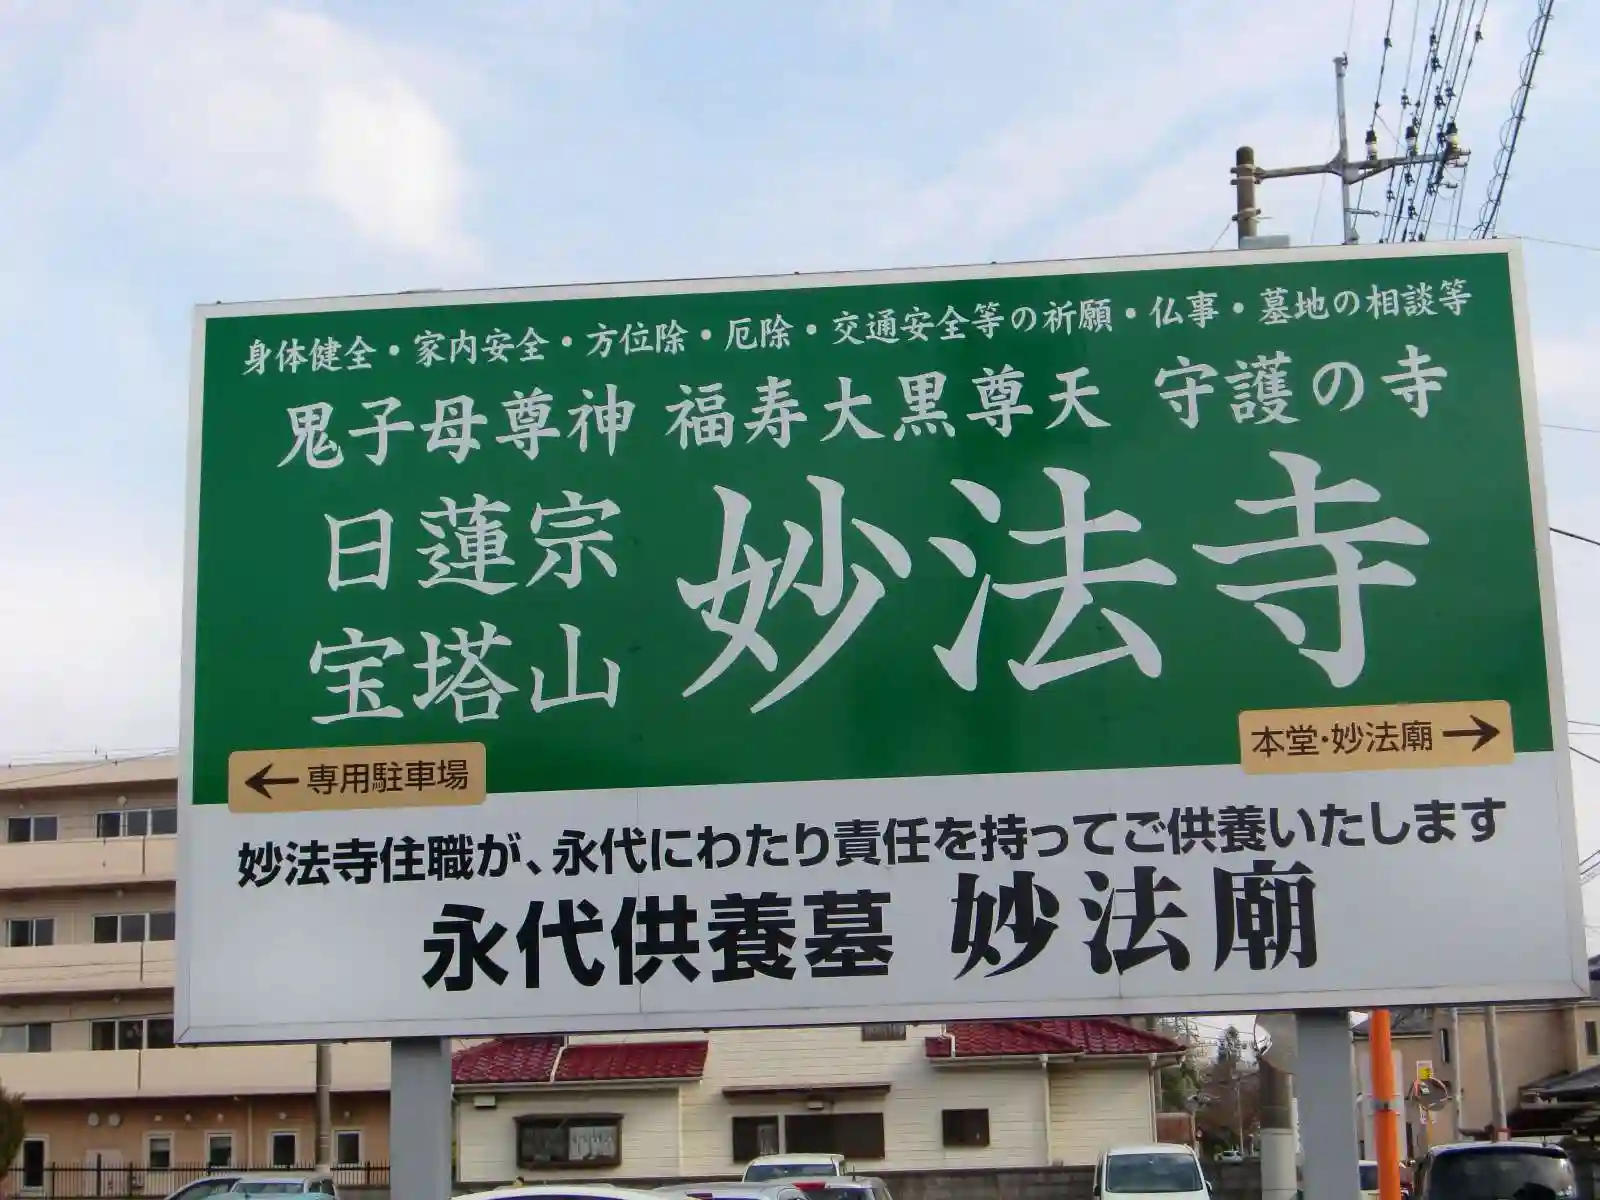 身体健全・家内安全・方位除・厄除・交通安全等の祈願・仏事・墓地の相談等
鬼子母尊神 福寿大黒尊天 守護の寺
日蓮宗
宝塔山
妙法寺
←専用駐車場
本堂・妙法廟→
妙法寺住職が、永代にわたり責任を持ってご供養いたします
永代供養墓 妙法廟